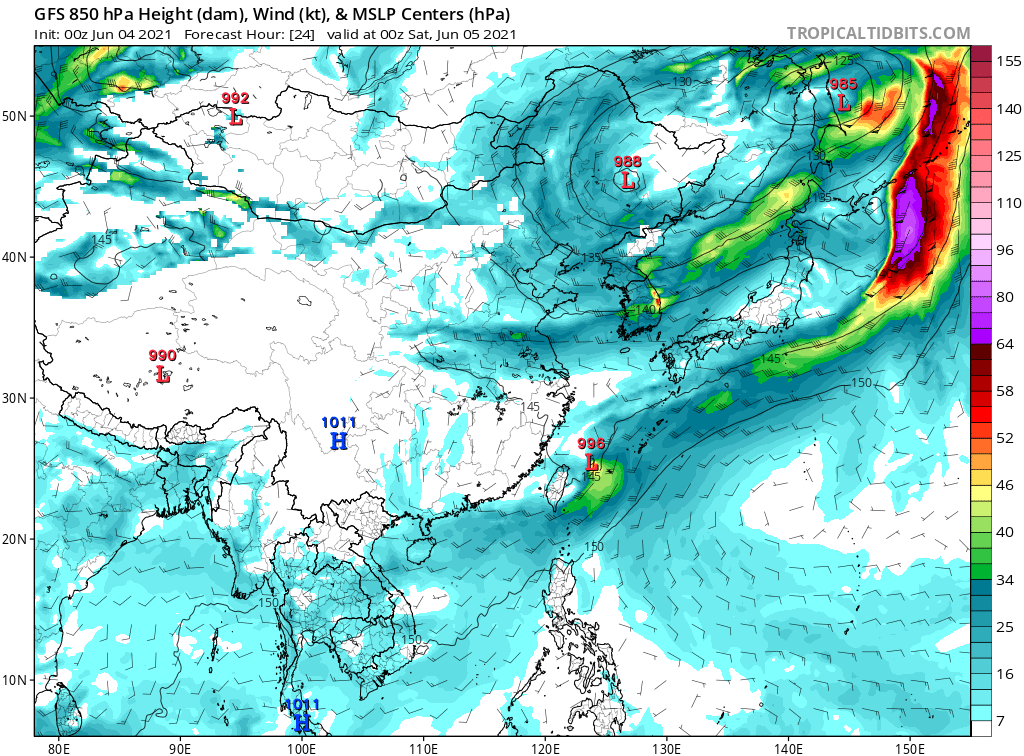 GFS 850 hPa Height (dam), Wind (kt), & MSLP Centers (hPa)
Init: 00z Jun 04 2021 Forecast Hour: [24] valid at 00z Sat, Jun 05 2021
TROPICALTIDBITS.COM
125
155
130
985
L
992
L
140
50N
130
125
988
L
135
110
145
96
40N
135
80
140
64
990
L
145
150
58
30N
145
1011
H
52
996
L
145
46
40
20N
150
34
150
25
150
16
10N
1011
H
7
80E 90E 100E 110E 120E 130E 140E 150E